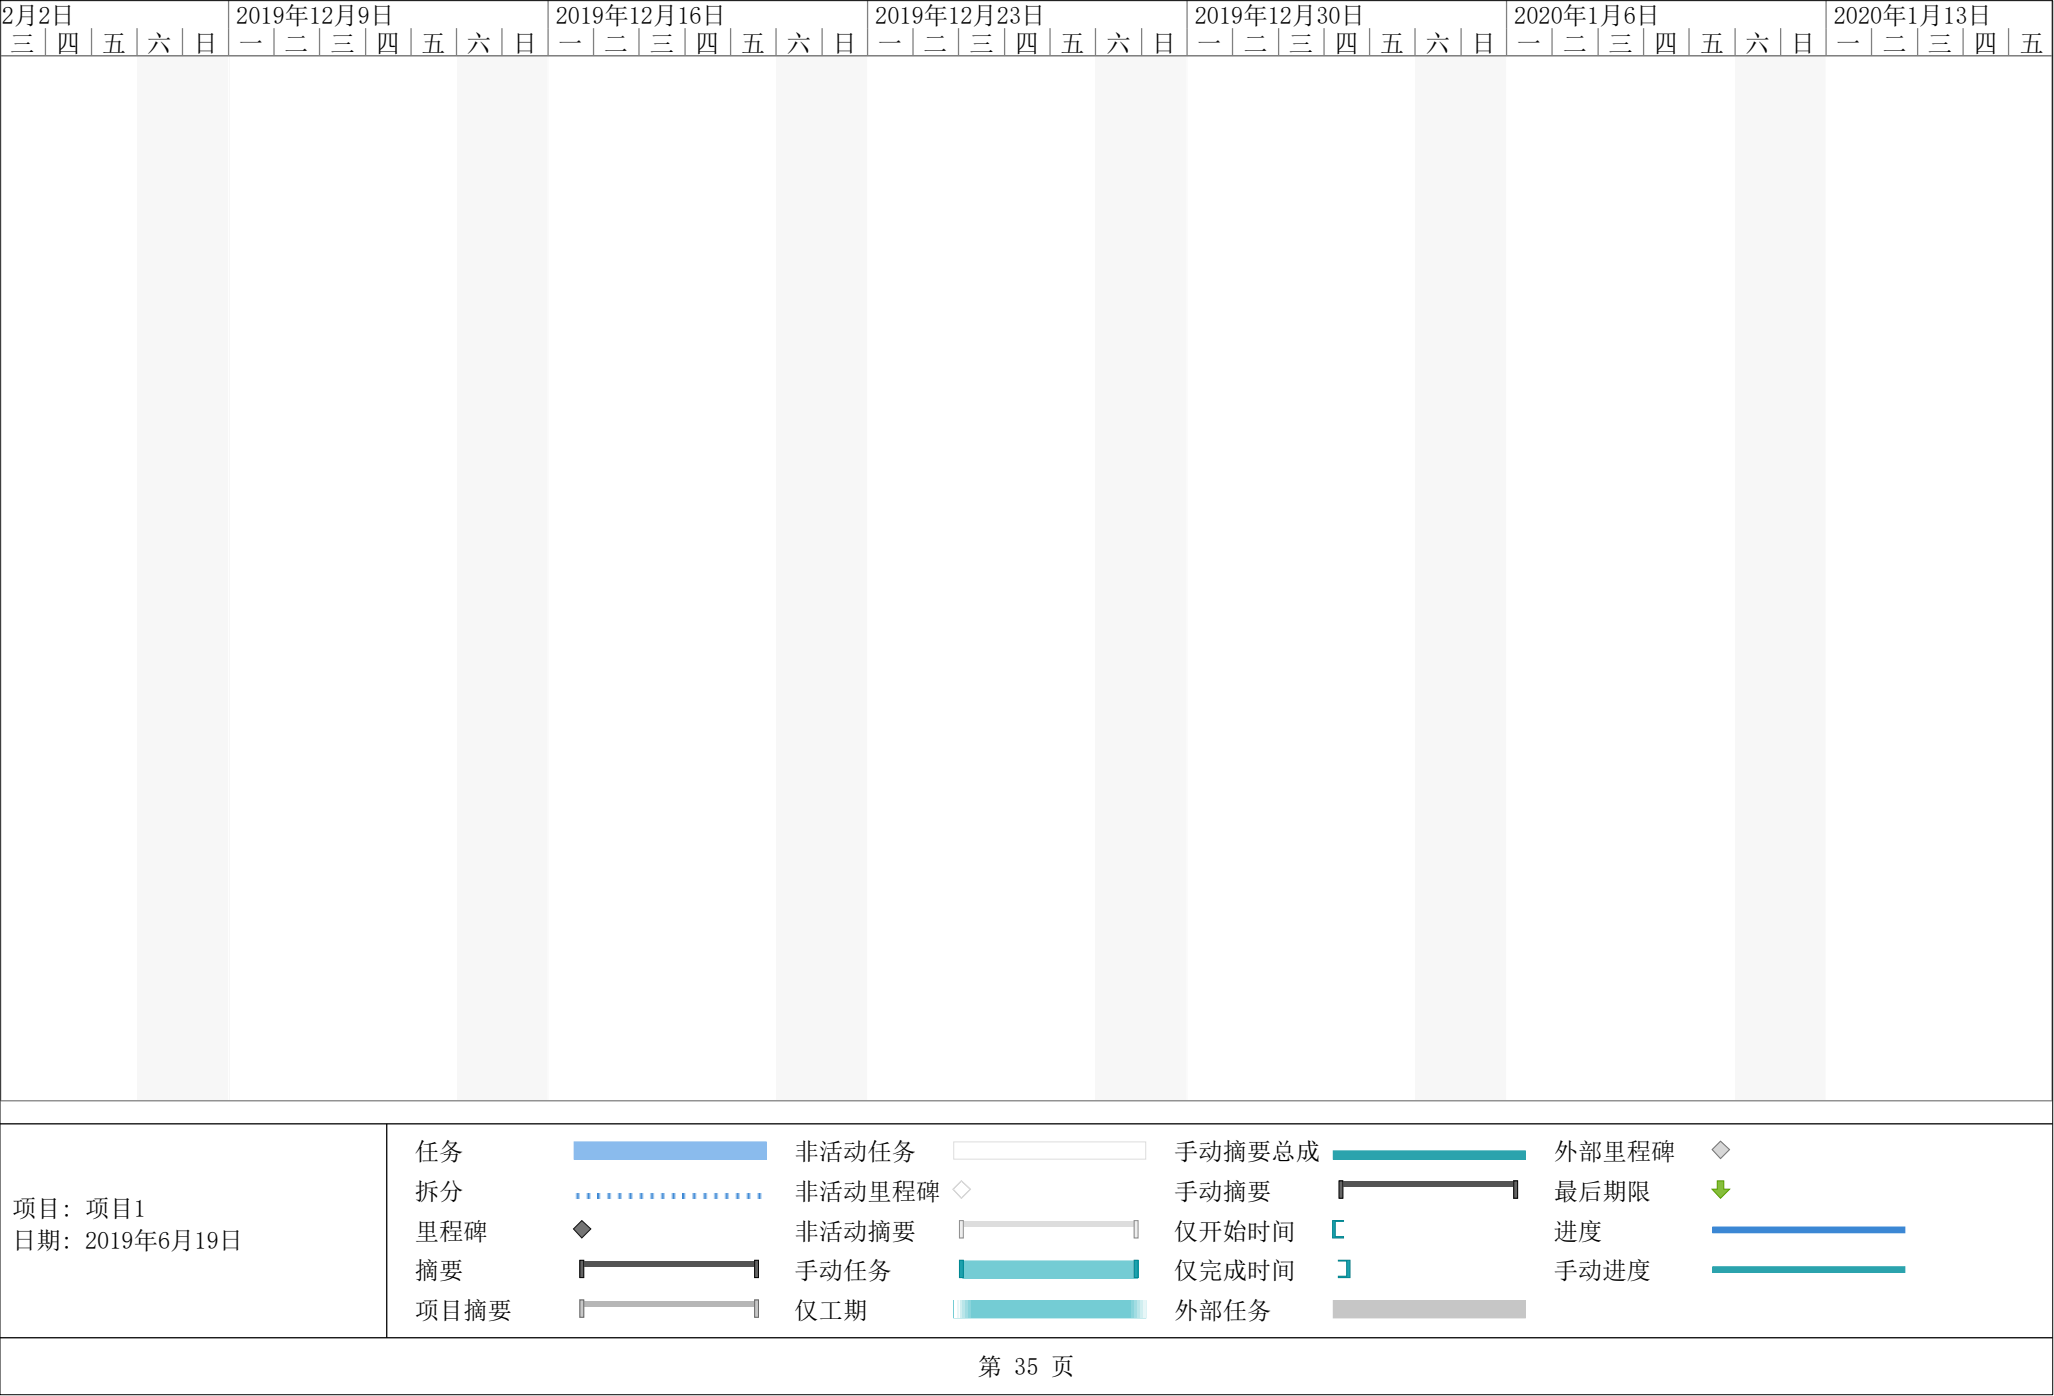 2月2日 2019年12月9日 2019年12月16日 2019年12月23日 2019年12月30日 2020年1月6日 2020年1月13日
三 四 五 六 日 一 二 三 四 五 六 日 一 二 三 四 五 六 日 一 二 三 四 五 六 日 一 二 三 四 五 六 日 一 二 三 四 五 六 日 一 二 三 四 五
项目: 项目1
日期: 2019年6月19日
任务 非活动任务 手动摘要总成 外部里程碑
拆分 非活动里程碑 手动摘要 最后期限
里程碑 非活动摘要 仅开始时间 进度
摘要 手动任务 仅完成时间 手动进度
项目摘要 仅工期 外部任务
第 35 页